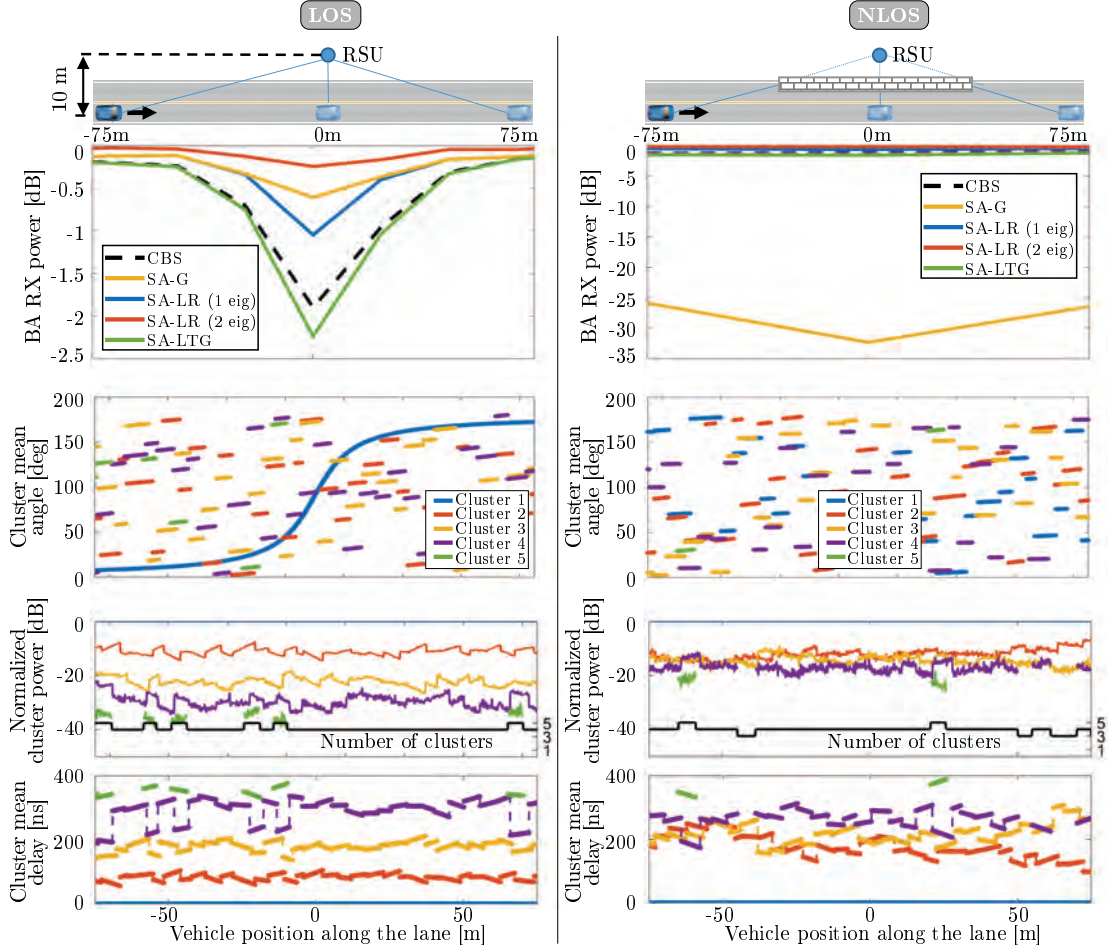 LOS
NLOS
RSU
RSU
10 m
-75m
0m
75m
-75m
0m
75m
BA RX power [dB]
0
-0.5
-1
-1.5
-2
-2.5
CBS
SA-G
SA-LR (1 eig)
SA-LR (2 eig)
SA-LTG
BA RX power [dB]
0
-5
-10
-15
-20
-25
-30
-35
CBS
SA-G
SA-LR (1 eig)
SA-LR (2 eig)
SA-LTG
Cluster mean
angle [deg]
200
150
100
50
0
Cluster 1
Cluster 2
Cluster 3
Cluster 4
Cluster 5
Cluster mean
angle [deg]
200
150
100
50
0
Cluster 1
Cluster 2
Cluster 3
Cluster 4
Cluster 5
Normalized
cluster power [dB]
0
-20
-40
Number of clusters
5
3
1
Normalized
cluster power [dB]
0
-20
-40
Number of clusters
5
3
1
Cluster mean
delay [ns]
400
200
0
-50
0
50
Vehicle position along the lane [m]
Cluster mean
delay [ns]
400
200
0
-50
0
50
Vehicle position along the lane [m]